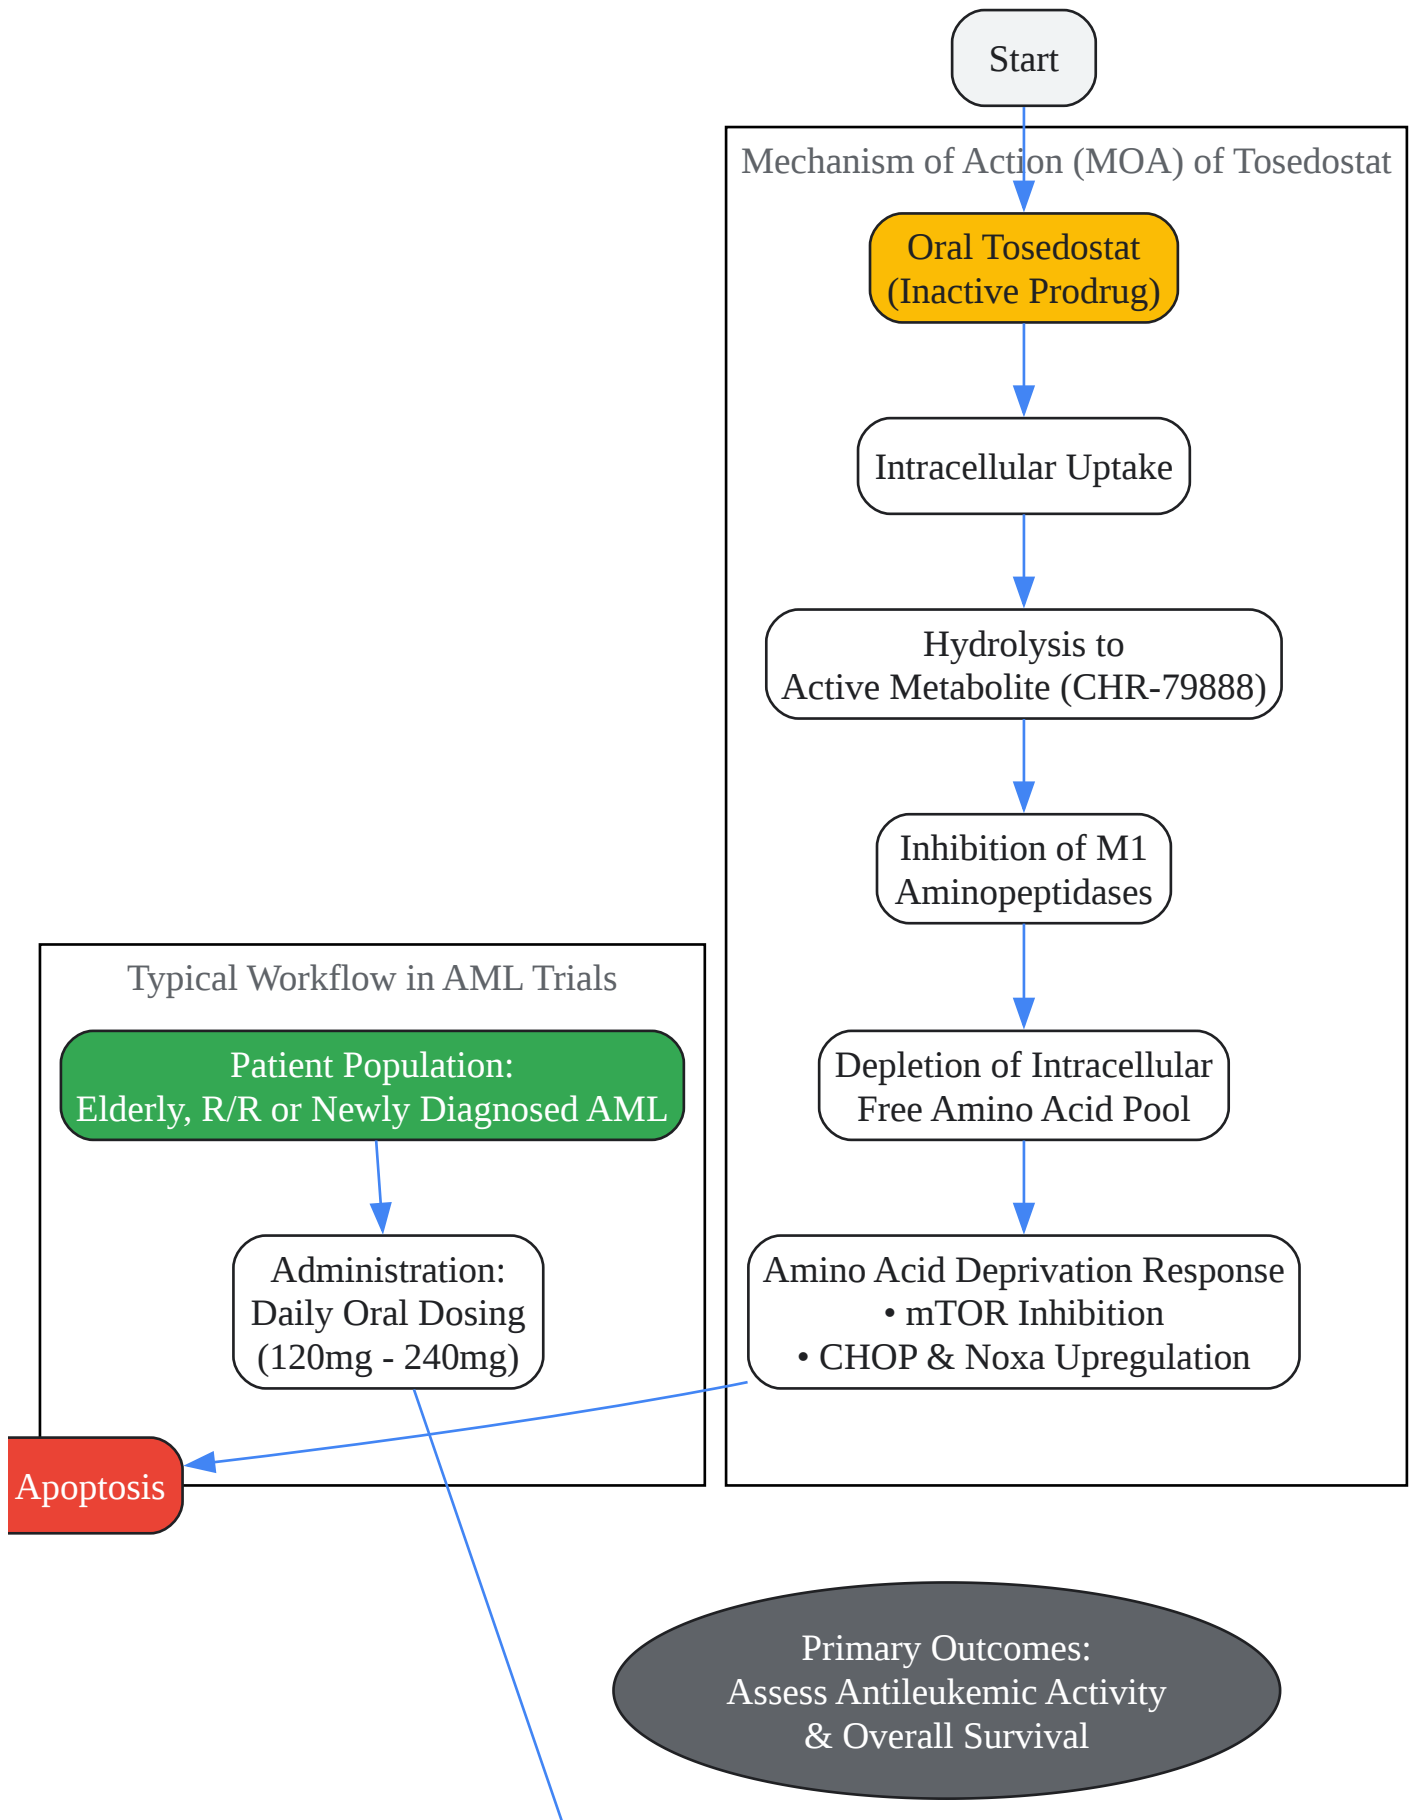 Start
Mechanism of Action (MOA) of Tosedostat
Oral Tosedostat
(Inactive Prodrug)
Intracellular Uptake
Hydrolysis to
Active Metabolite (CHR-79888)
Inhibition of M1
Aminopeptidases
Depletion of Intracellular
Free Amino Acid Pool
Amino Acid Deprivation Response
• mTOR Inhibition
• CHOP & Noxa Upregulation
Typical Workflow in AML Trials
Patient Population:
Elderly, R/R or Newly Diagnosed AML
Administration:
Daily Oral Dosing
(120mg - 240mg)
Apoptosis
Primary Outcomes:
Assess Antileukemic Activity
& Overall Survival